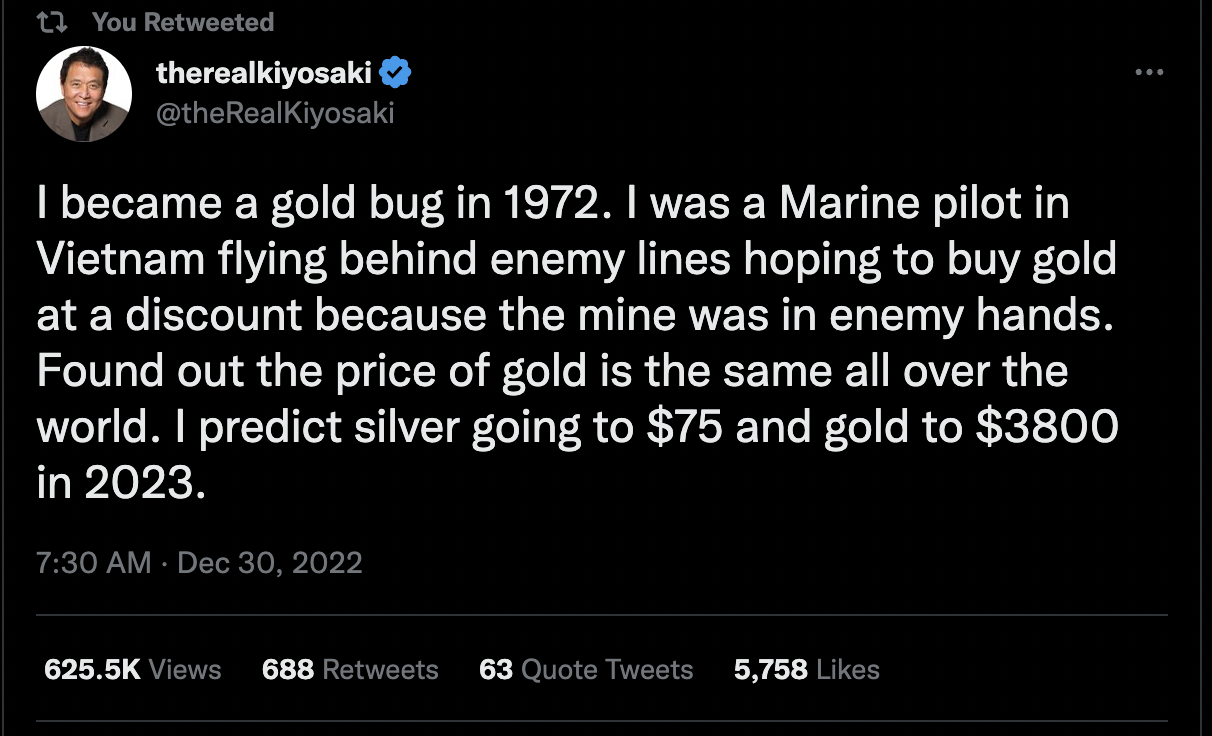 You Retweeted
therealkiyosaki
@theRealKiyosaki
I became a gold bug in 1972. I was a Marine pilot in
Vietnam flying behind enemy lines hoping to buy gold
at a discount because the mine was in enemy hands.
Found out the price of gold is the same all over the
world. I predict silver going to $75 and gold to $3800
in 2023.
7:30 AM · Dec 30, 2022
625.5K Views 688 Retweets 63 Quote Tweets 5,758 Likes